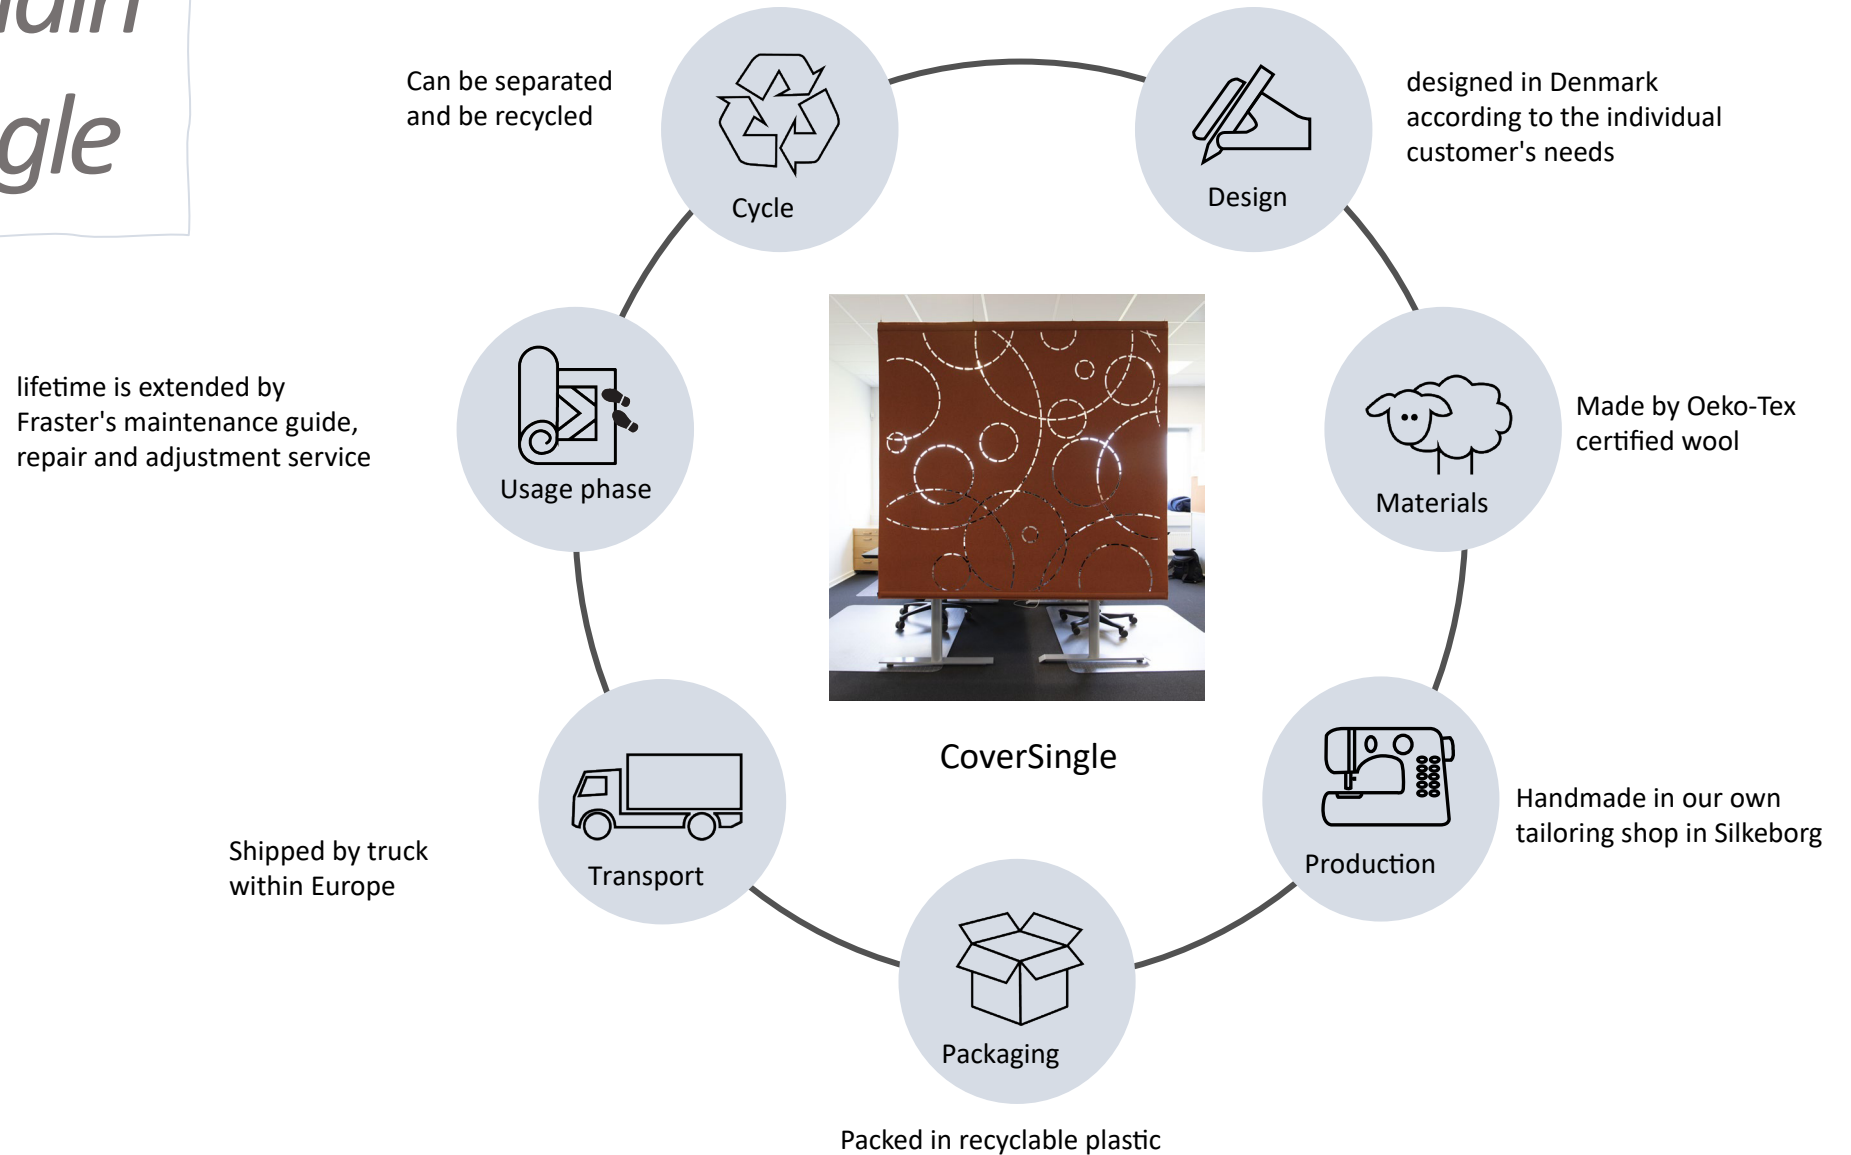 Can be separated
and be recycled
Cycle
designed in Denmark
according to the individual
customer's needs
Design
lifetime is extended by
Fraster's maintenance guide,
repair and adjustment service
Usage phase
Made by Oeko-Tex
certified wool
Materials
CoverSingle
Handmade in our own
tailoring shop in Silkeborg
Production
Shipped by truck
within Europe
Transport
Packaging
Packed in recyclable plastic